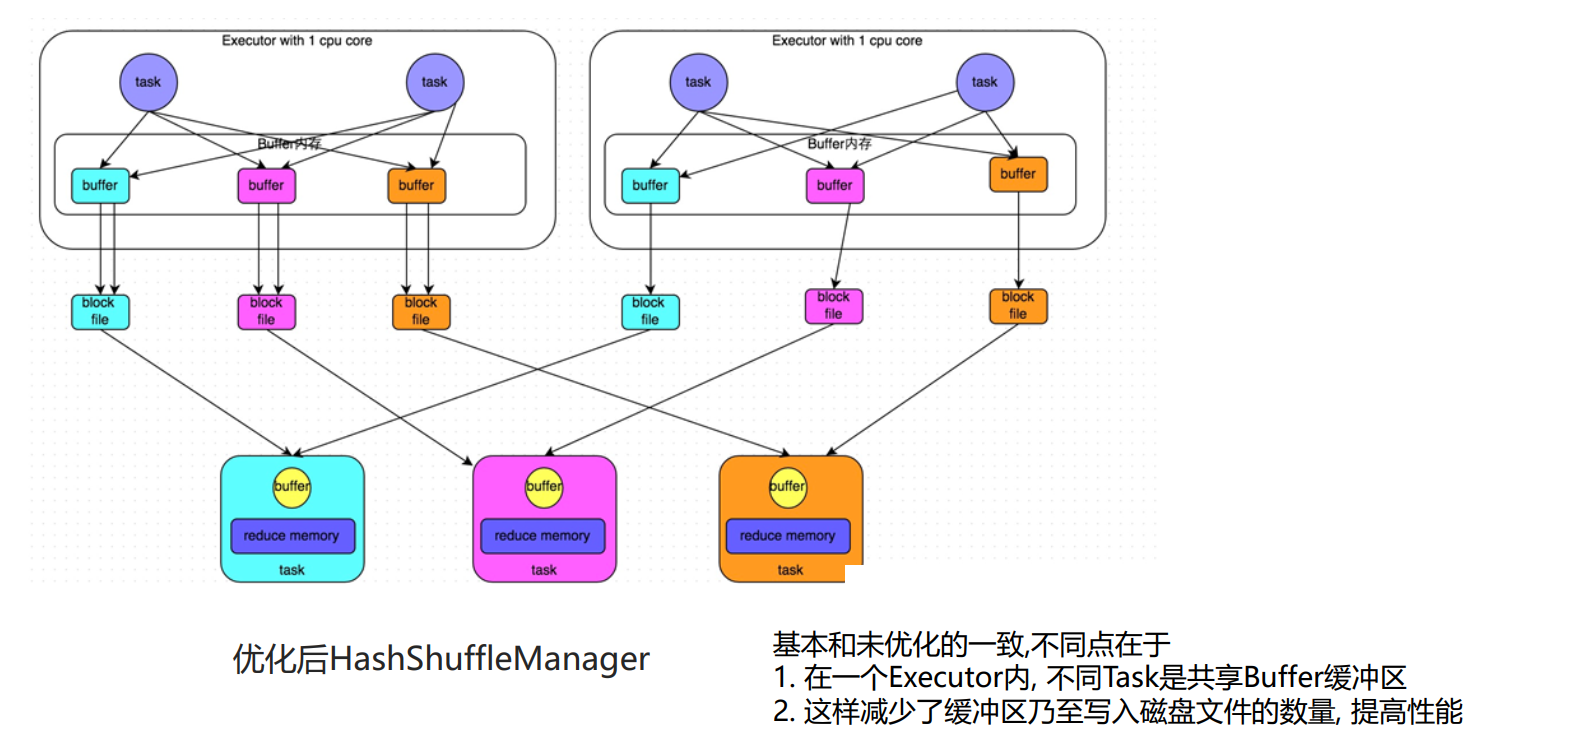 Executor with 1 cpu core
Executor with 1 cpu core
task
task
task
task
Buffer内存
Buffer内存
buffer
buffer
buffer
buffer
buffer
buffer
block
file
block
file
block
file
block
file
block
file
block
file
buffer
buffer
buffer
reduce memory
reduce memory
reduce memory
task
task
task
优化后HashShuffleManager
基本和未优化的一致,不同点在于
1. 在一个Executor内, 不同Task是共享Buffer缓冲区
2. 这样减少了缓冲区乃至写入磁盘文件的数量, 提高性能